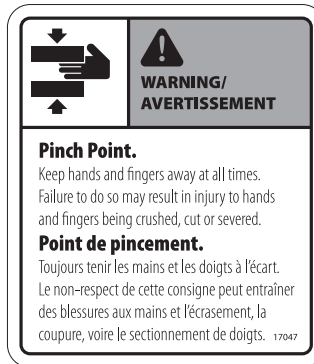 WARNING/
AVERTISSEMENT
Pinch Point.
Keep hands and fingers away at all times.
Failure to do so may result in injury to hands
and fingers being crushed, cut or severed.
Point de pincement.
Toujours tenir les mains et les doigts à l'écart.
Le non-respect de cette consigne peut entraîner
des blessures aux mains et l'écrasement, la
coupure, voire le sectionnement de doigts. 17047